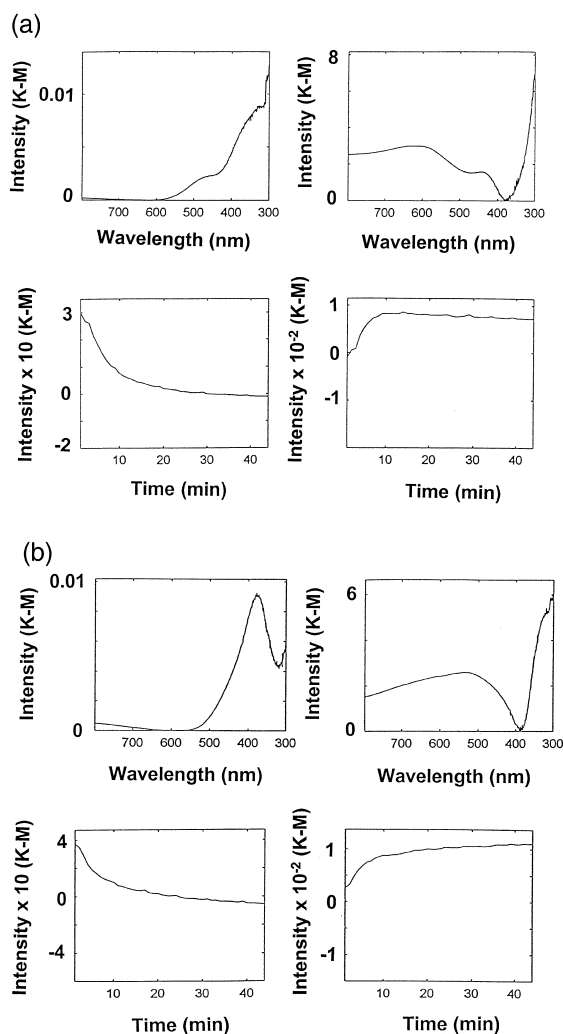 (a)
Intensity (K-M)
0.01
0
700 600 500 400 300
Wavelength (nm)
Intensity (K-M)
8
0
700 600 500 400 300
Wavelength (nm)
Intensity x 10 (K-M)
3
0
-2
10 20 30 40
Time (min)
Intensity x 10-2 (K-M)
1
0
-1
10 20 30 40
Time (min)
(b)
Intensity (K-M)
0.01
0
700 600 500 400 300
Wavelength (nm)
Intensity (K-M)
6
0
700 600 500 400 300
Wavelength (nm)
Intensity x 10 (K-M)
4
0
-4
10 20 30 40
Time (min)
Intensity x 10-2 (K-M)
1
0
-1
10 20 30 40
Time (min)